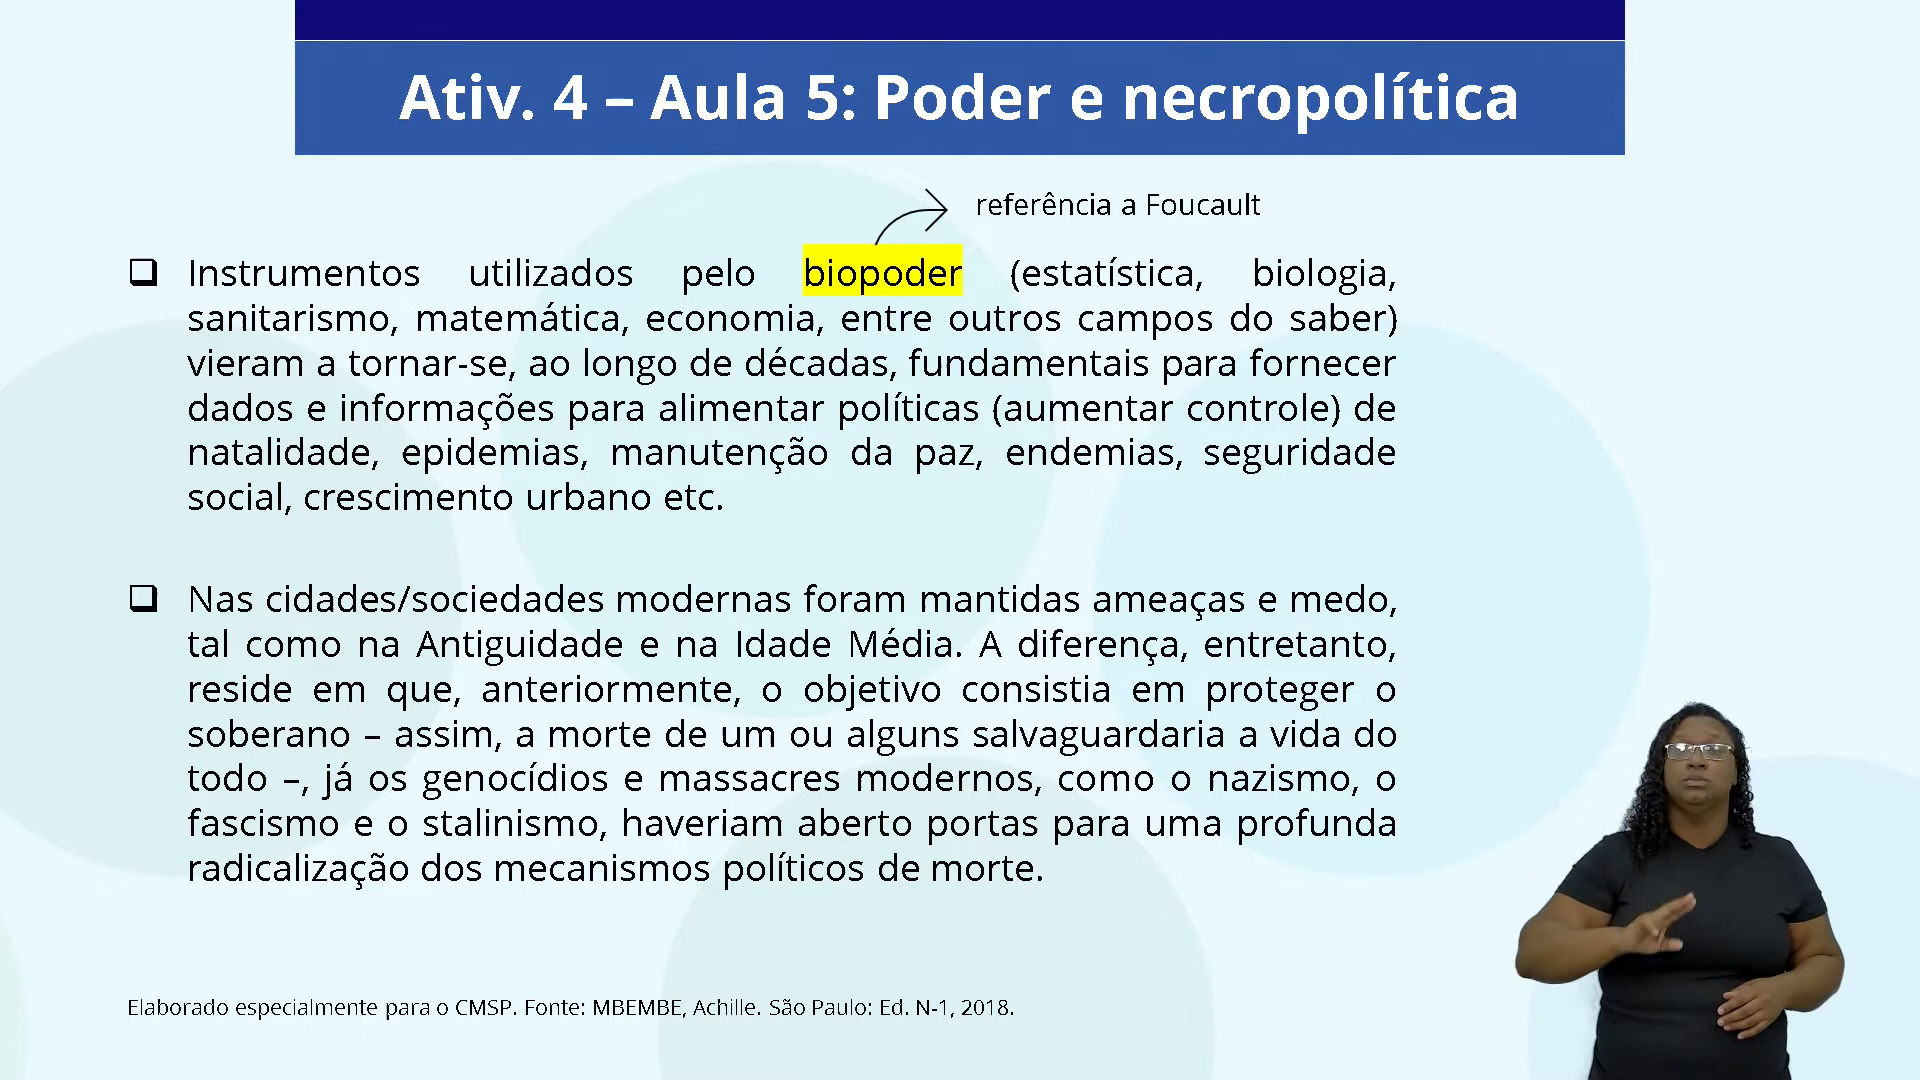 Ativ. 4 – Aula 5: Poder e necropolítica
referência a Foucault
Instrumentos utilizados pelo biopoder (estatística, biologia,
sanitarismo, matemática, economia, entre outros campos do saber)
vieram a tornar-se, ao longo de décadas, fundamentais para fornecer
dados e informações para alimentar políticas (aumentar controle) de
natalidade, epidemias, manutenção da paz, endemias, seguridade
social, crescimento urbano etc.
Nas cidades/sociedades modernas foram mantidas ameaças e medo,
tal como na Antiguidade e na Idade Média. A diferença, entretanto,
reside em que, anteriormente, o objetivo consistia em proteger o
soberano – assim, a morte de um ou alguns salvaguardaria a vida do
todo –, já os genocídios e massacres modernos, como o nazismo, o
fascismo e o stalinismo, haveriam aberto portas para uma profunda
radicalização dos mecanismos políticos de morte.
Elaborado especialmente para o CMSP. Fonte: MBEMBE, Achille. São Paulo: Ed. N-1, 2018.